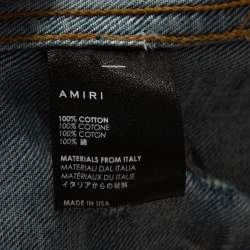 AMIRI
100% COTTON
100% COTONE
100% COTON
100% 綿
MATERIALS FROM ITALY
MATERIALI DAL ITALIA
MATÉRIAUX DU ITALIE
イタリアからの材料
MADE IN USA